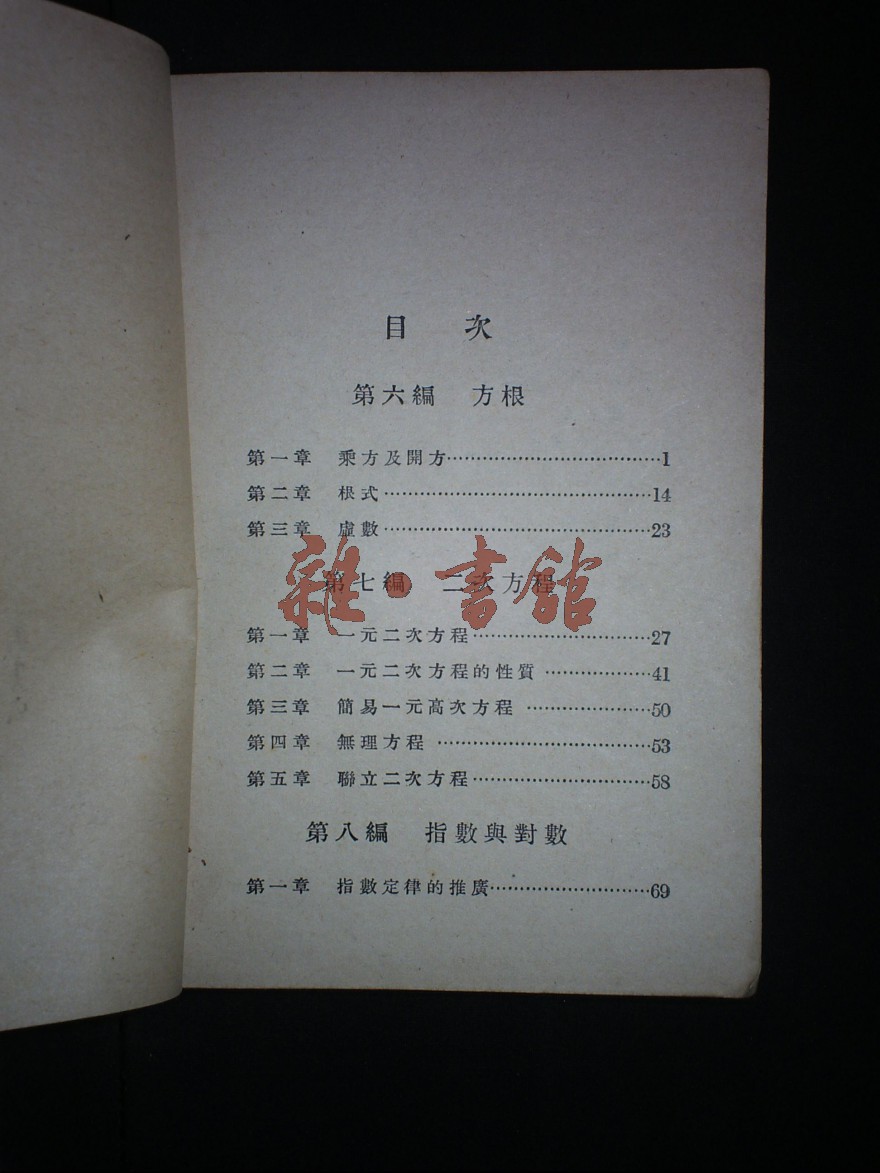 目 次
第六編 方根
第一章 乘方及開方……………………………1
第二章 根式……………………………………14
第三章 虛數……………………………………23
雜·書館
第七編 二次方程
第一章 一元二次方程…………………………27
第二章 一元二次方程的性質………………41
第三章 簡易一元高次方程…………………50
第四章 無理方程………………………………53
第五章 聯立二次方程…………………………58
第八編 指數與對數
第一章 指數定律的推廣………………………69